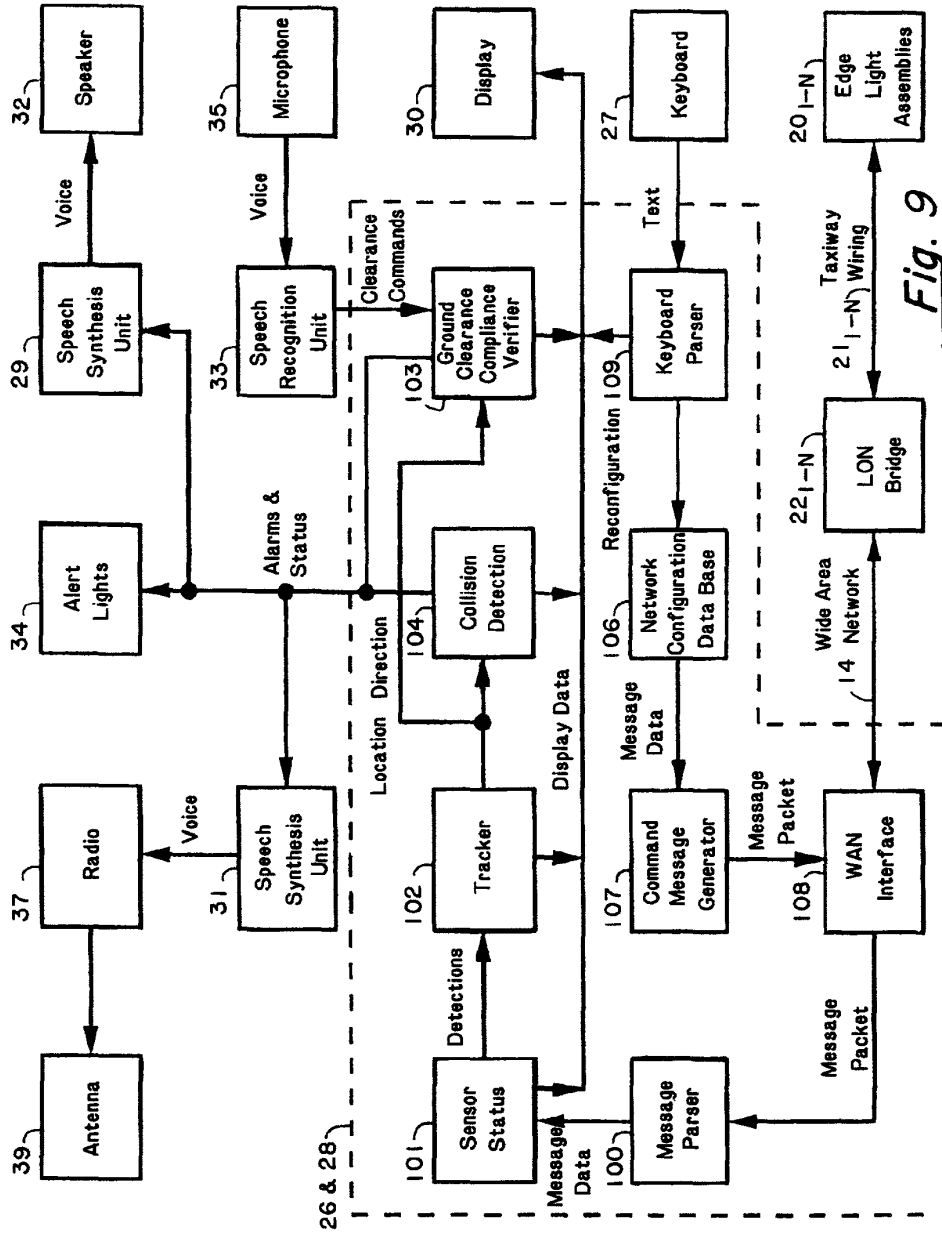 32
Speaker
Voice
29
Speech
Synthesis
Unit
34
Alert
Lights
37
Radio
39
Antenna
35
Microphone
Voice
33
Speech
Recognition
Unit
Alarms &
Status
Voice
31
Speech
Synthesis
Unit
26 & 28
Clearance
Commands
30
Display
103
Ground
Clearance
Compliance
Verifier
Location Direction
104
Collision
Detection
102
Tracker
Detections
101
Sensor
Status
Display Data
27
Keyboard
Text
109
Keyboard
Parser
Reconfiguration
106
Network
Configuration
Data Base
Message
Data
107
Command
Message
Generator
Message
Data
100
Message
Parser
Message
Packet
Message
Packet
108
WAN
Interface
14
Wide Area
Network
22 1-N
LON
Bridge
21 1-N
Taxiway
Wiring
20 1-N
Edge
Light
Assemblies
Fig. 9